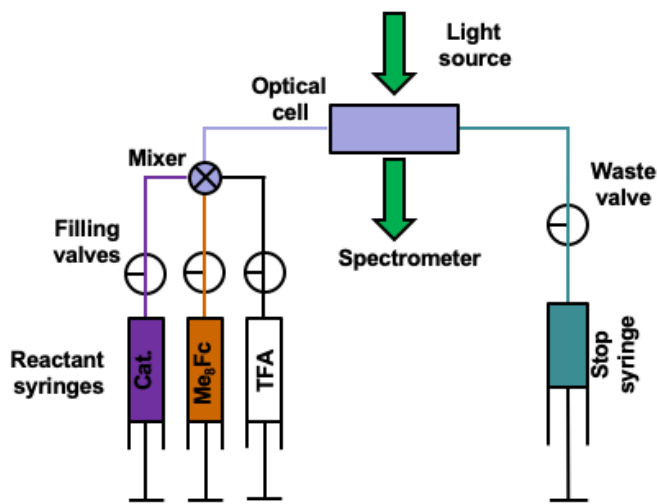 Light
source
Optical
cell
Mixer
Waste
valve
Filling
valves
Spectrometer
Reactant
syringes
Cat.
Me₈Fc
TFA
Stop
syringe